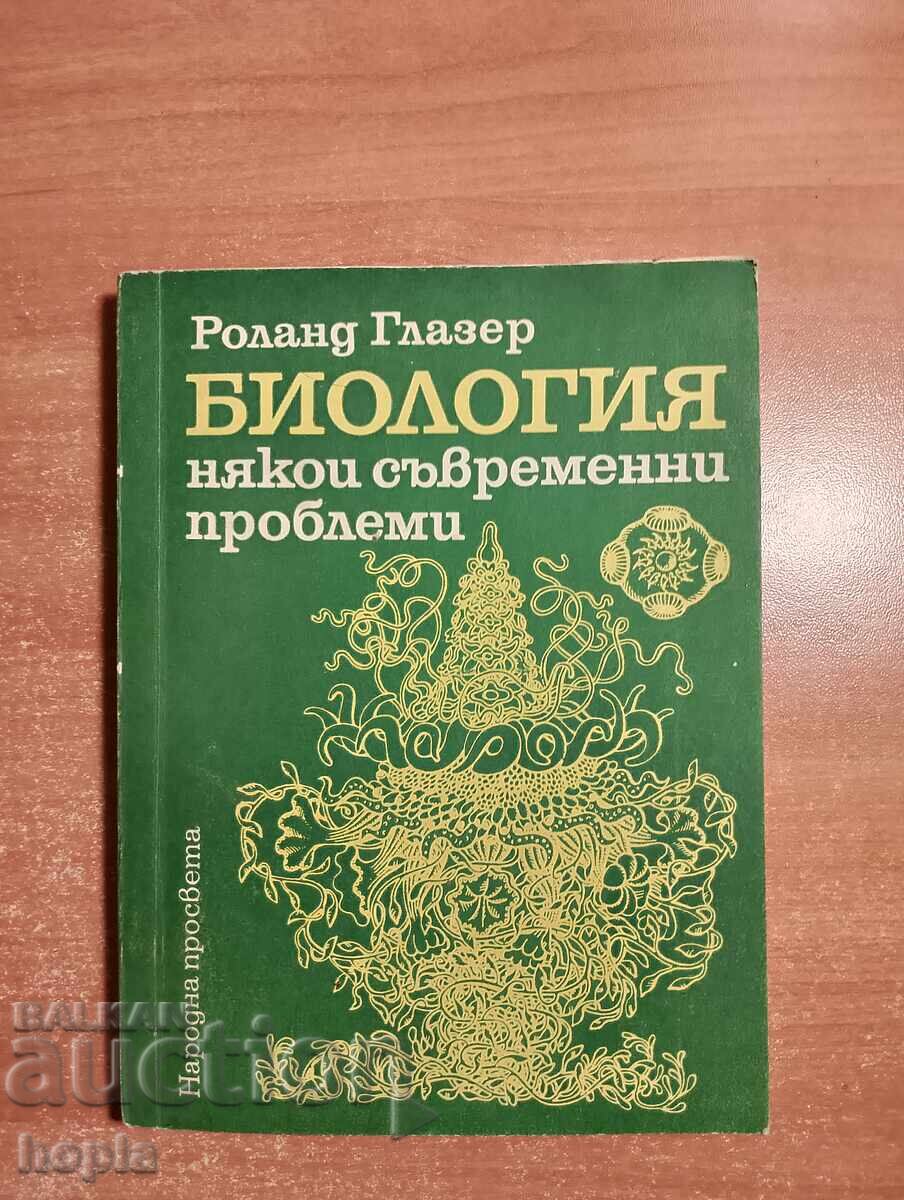 Роланд Глазер
БИОЛОГИЯ
някои съвременни
проблеми
Народна просвета
BALKAN
auction
hopla